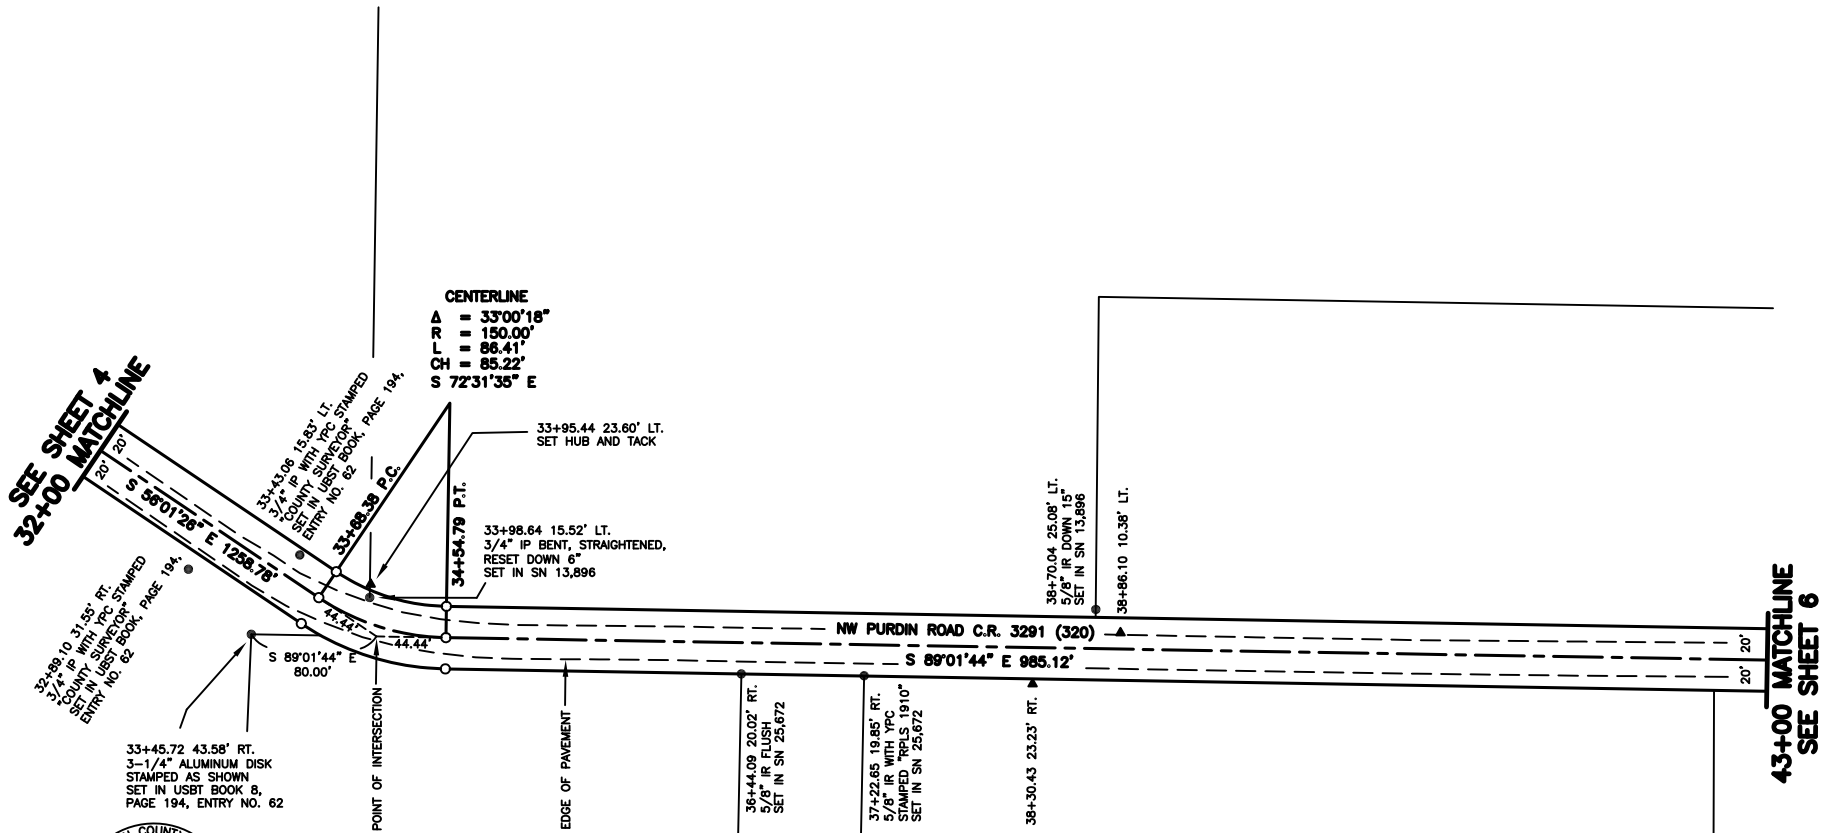 SEE SHEET 4
32+00 MATCHLINE
20'
20'
S 56°01'26" E 1258.78'
33+43.06 15.83' LT.
3/4" IP WITH YPC STAMPED
"COUNTY SURVEYOR"
SET IN UBST BOOK, PAGE 194,
ENTRY NO. 62
33+68.38 P.C.
34+54.79 P.T.
CENTERLINE
Δ = 33°00'18"
R = 150.00'
L = 86.41'
CH = 85.22'
S 72°31'35" E
33+95.44 23.60' LT.
SET HUB AND TACK
33+98.64 15.52' LT.
3/4" IP BENT, STRAIGHTENED,
RESET DOWN 6"
SET IN SN 13,896
32+89.10 31.55' RT.
3/4" IP WITH YPC STAMPED
"COUNTY SURVEYOR"
SET IN UBST BOOK, PAGE 194,
ENTRY NO. 62
44.44'
44.44'
S 89°01'44" E
80.00'
33+45.72 43.58' RT.
3-1/4" ALUMINUM DISK
STAMPED AS SHOWN
SET IN USBT BOOK 8,
PAGE 194, ENTRY NO. 62
POINT OF INTERSECTION
EDGE OF PAVEMENT
36+44.09 20.02' RT.
5/8" IR FLUSH
SET IN SN 25,672
37+22.65 19.85' RT.
5/8" IR WITH YPC
STAMPED "RPLS 1910"
SET IN SN 25,672
38+30.43 23.23' RT.
38+70.04 25.08' LT.
5/8" IR DOWN 15"
SET IN SN 13,896
38+86.10 10.38' LT.
NW PURDIN ROAD C.R. 3291 (320)
S 89°01'44" E 985.12'
20'
20'
43+00 MATCHLINE
SEE SHEET 6